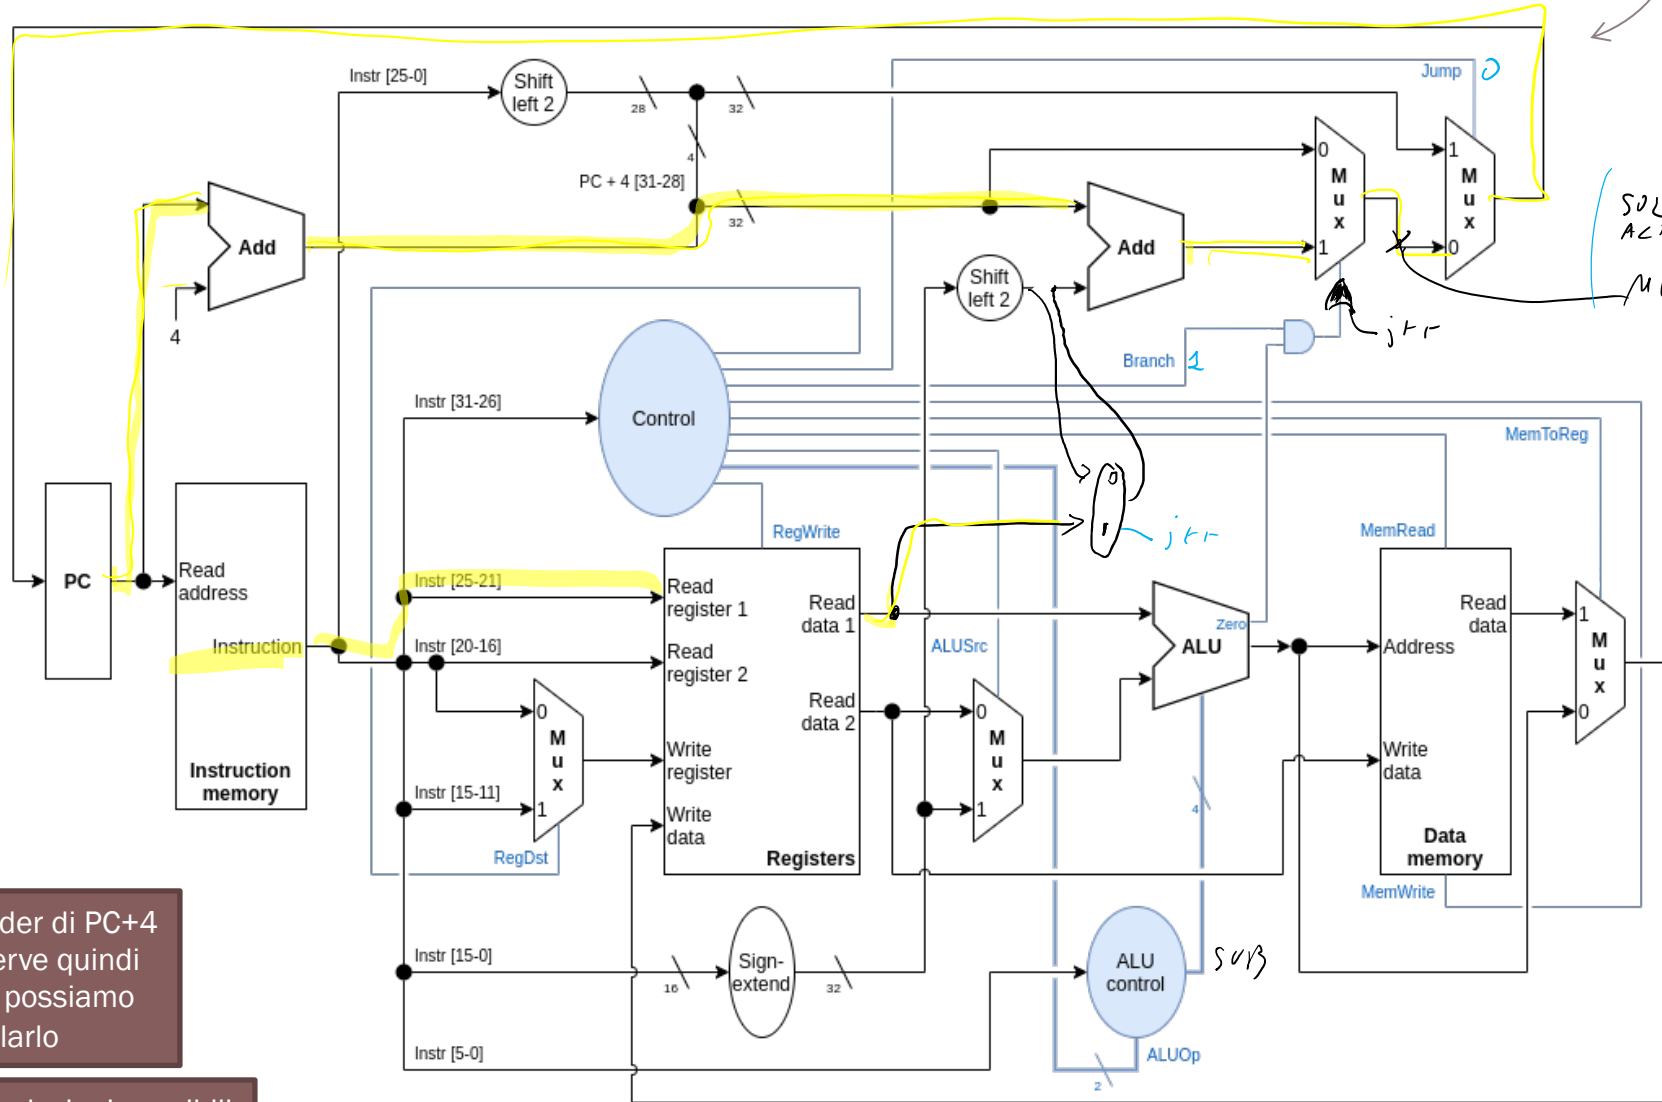 Instr [25-0]
Shift
left 2
28
32
Jump
0
4
PC + 4 [31-28]
32
0
M
u
x
1
1
M
u
x
0
Add
Add
4
Shift
left 2
jrr
Branch
1
Control
Instr [31-26]
MemToReg
0
1
jrr
RegWrite
MemRead
PC
Read
address
Instruction
Instruction
memory
Instr [25-21]
Instr [20-16]
Instr [15-11]
RegDst
0
M
u
x
1
Read
register 1
Read
register 2
Write
register
Write
data
Read
data 1
Read
data 2
Registers
ALUSrc
0
M
u
x
1
Zero
ALU
4
Address
Read
data
Write
data
Data
memory
MemWrite
1
M
u
x
0
der di PC+4
erve quindi
possiamo
larlo
Instr [15-0]
16
Sign-
extend
32
ALU
control
SUB
Instr [5-0]
ALUOp
2